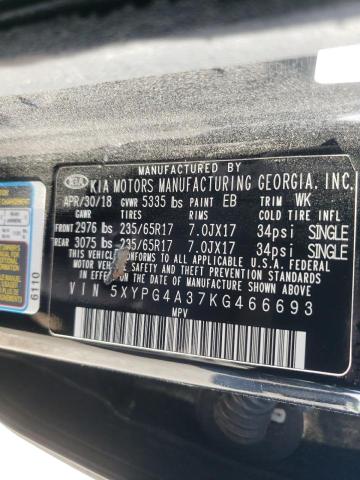 MANUFACTURED BY
KIA KIA MOTORS MANUFACTURING GEORGIA, INC.
APR/30/18 GVWR 5335 lbs PAINT EB TRIM WK
GAWR TIRES RIMS COLD TIRE INFL.
FRONT 2976 lbs 235/65R17 7.0JX17 34psi SINGLE
REAR 3075 lbs 235/65R17 7.0JX17 34psi SINGLE
THIS VEHICLE CONFORMS TO ALL APPLICABLE U.S.A. FEDERAL
MOTOR VEHICLE SAFETY, BUMPER, AND THEFT PREVENTION
STANDARDS IN EFFECT ON THE DATE OF MANUFACTURE
VIN 5XYPG4A37KG466693
MPV
6110